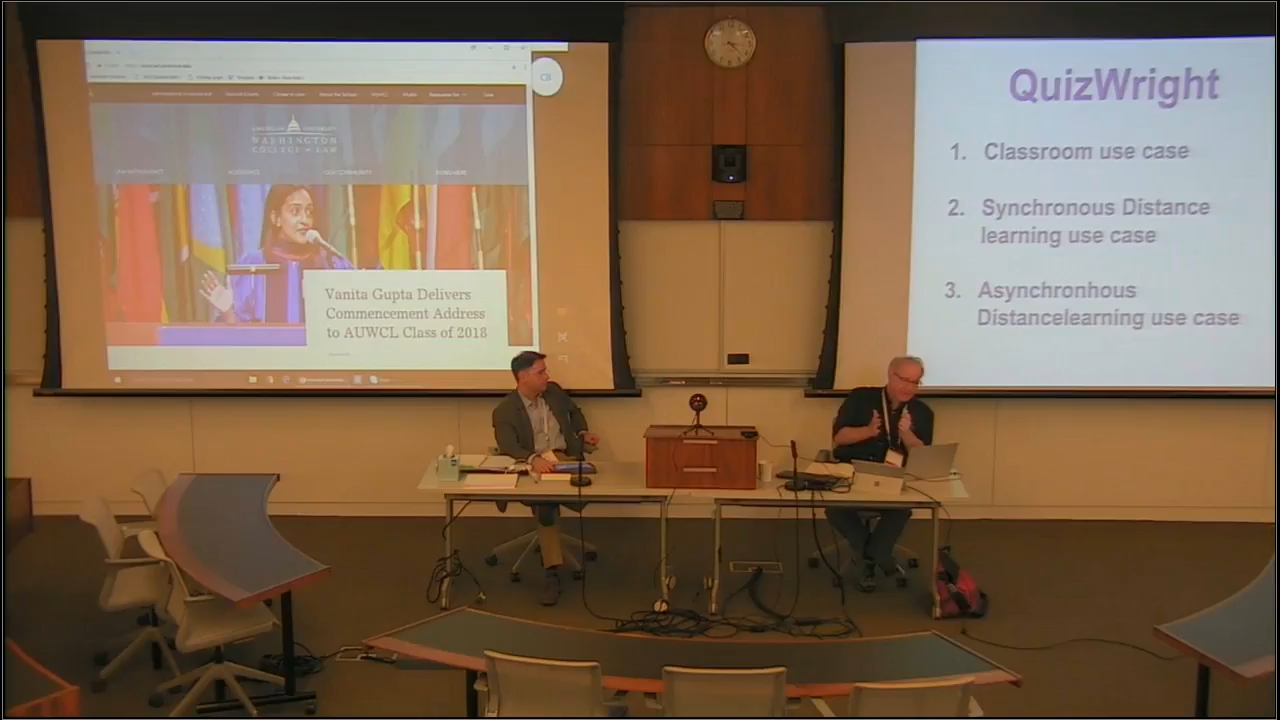 CB
WASHINGTON
COLLEGE of LAW
Vanita Gupta Delivers
Commencement Address
to AUWCL Class of 2018
QuizWright
1. Classroom use case
2. Synchronous Distance
learning use case
3. Asynchronhous
Distancelearning use case